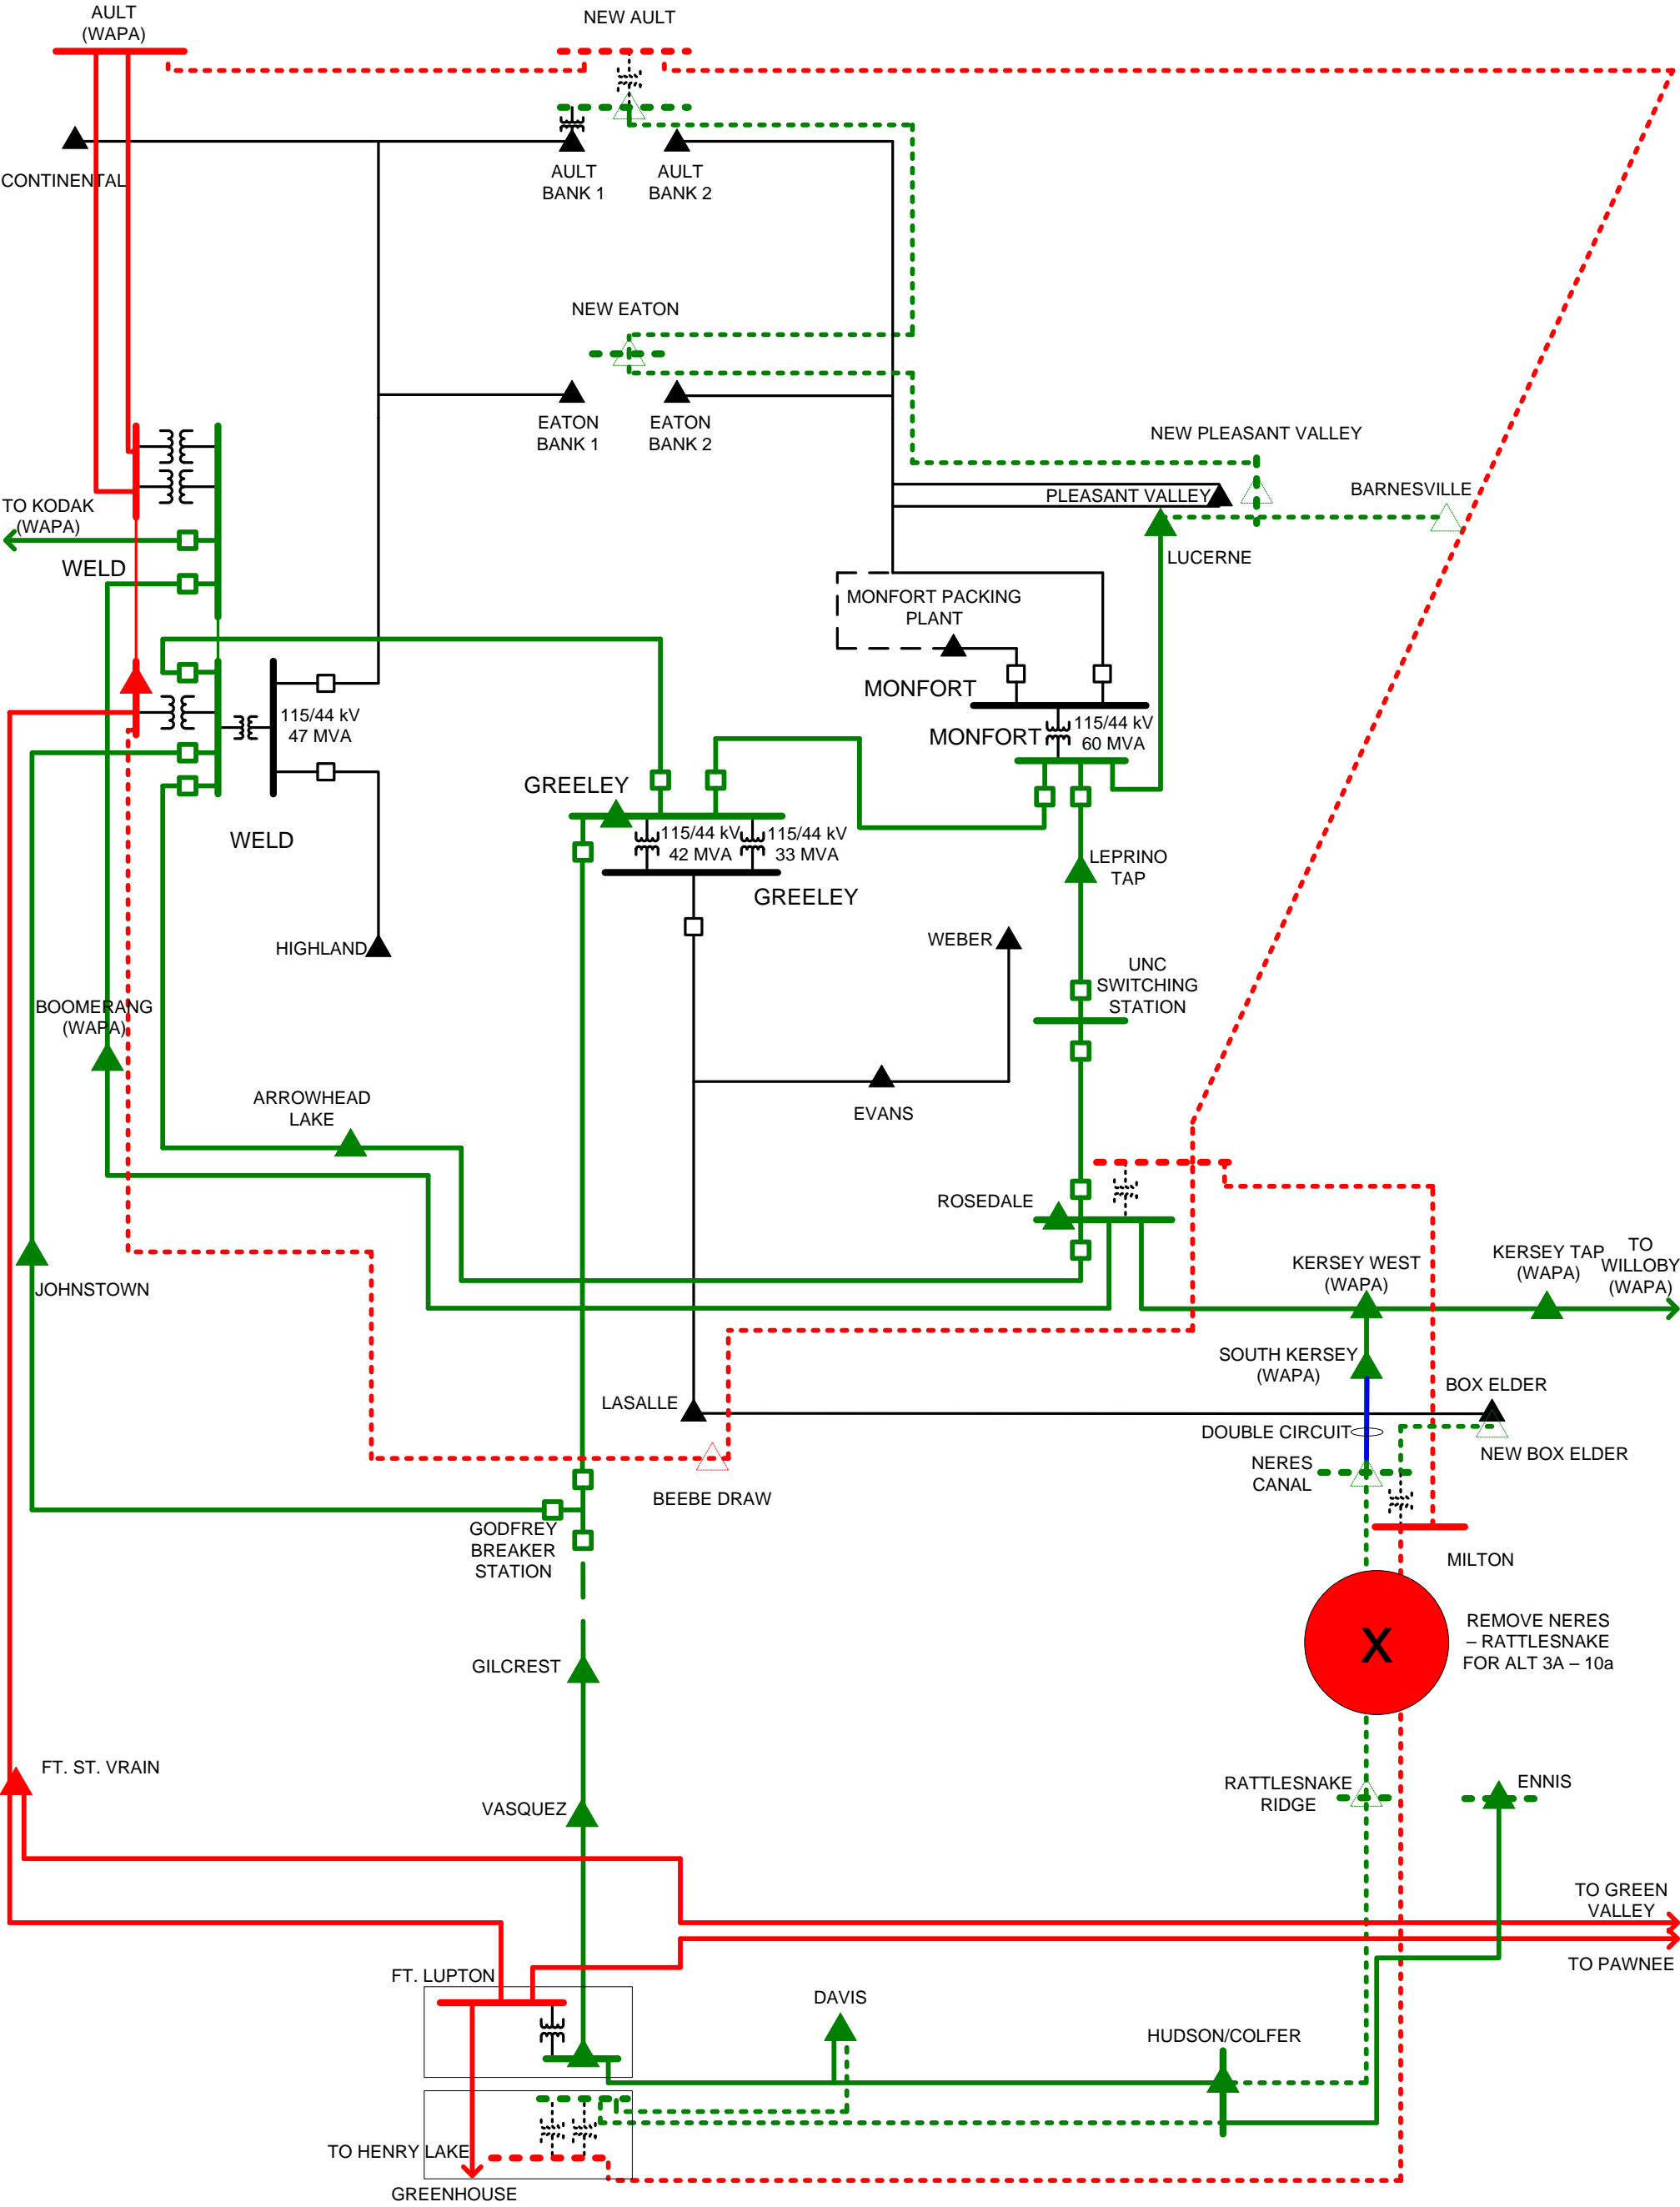 AULT
(WAPA)
NEW AULT
CONTINENTAL
AULT
BANK 1
AULT
BANK 2
NEW EATON
EATON
BANK 1
EATON
BANK 2
NEW PLEASANT VALLEY
PLEASANT VALLEY
BARNESVILLE
TO KODAK
(WAPA)
WELD
LUCERNE
MONFORT PACKING
PLANT
MONFORT
115/44 kV
47 MVA
MONFORT
115/44 kV
60 MVA
GREELEY
WELD
115/44 kV
42 MVA
115/44 kV
33 MVA
GREELEY
LEPRINO
TAP
HIGHLAND
WEBER
UNC
SWITCHING
STATION
BOOMERANG
(WAPA)
ARROWHEAD
LAKE
EVANS
ROSEDALE
JOHNSTOWN
KERSEY WEST
(WAPA)
KERSEY TAP
(WAPA)
TO
WILLOBY
(WAPA)
SOUTH KERSEY
(WAPA)
LASALLE
BOX ELDER
DOUBLE CIRCUIT
NEW BOX ELDER
NERES
CANAL
BEEBE DRAW
GODFREY
BREAKER
STATION
MILTON
X
REMOVE NERES
– RATTLESNAKE
FOR ALT 3A – 10a
GILCREST
FT. ST. VRAIN
VASQUEZ
RATTLESNAKE
RIDGE
ENNIS
TO GREEN
VALLEY
TO PAWNEE
FT. LUPTON
DAVIS
HUDSON/COLFER
TO HENRY LAKE
GREENHOUSE